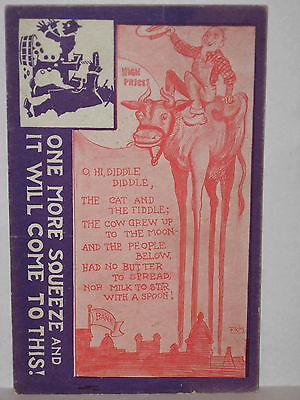 ONE MORE SQUEEZE AND
IT WILL COME TO THIS!
HIGH
PRICES
O, HI, DIDDLE
DIDDLE,
THE CAT AND
THE FIDDLE;
THE COW GREW UP
TO THE MOON-
AND THE PEOPLE
BELOW,
HAD NO BUTTER
TO SPREAD,
NOR MILK TO STIR
WITH A SPOON!
BANK